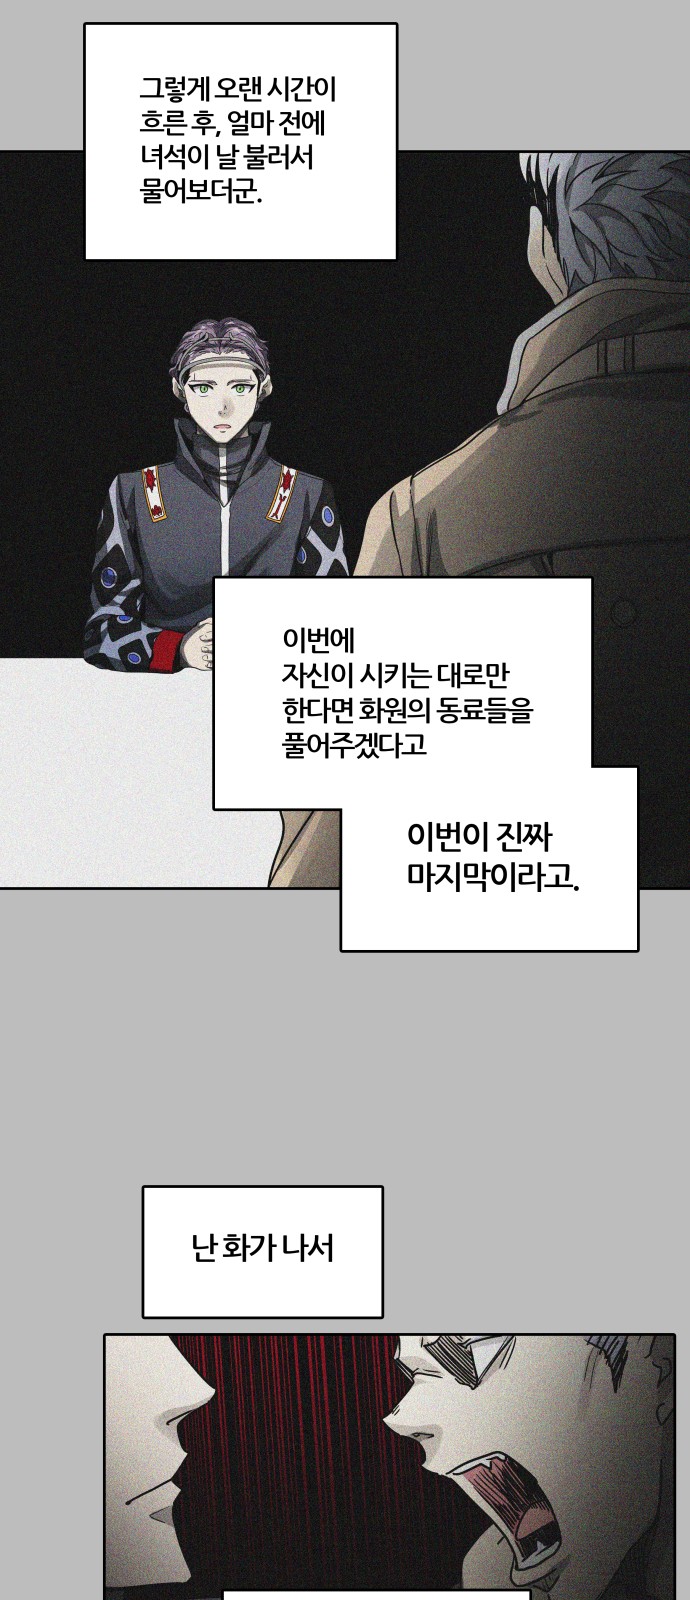 그렇게 오랜 시간이
흐른 후, 얼마 전에
녀석이 날 불러서
물어보더군.
이번에
자신이 시키는 대로만
한다면 화원의 동료들을
풀어주겠다고
이번이 진짜
마지막이라고.
난 화가 나서